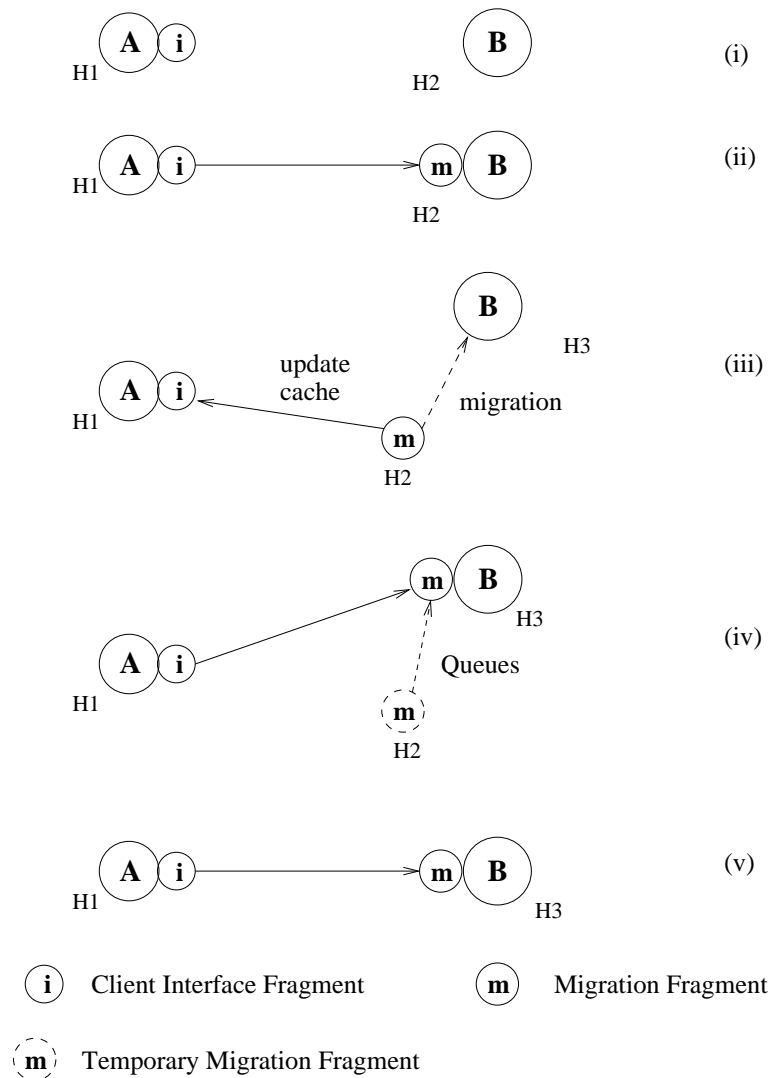 A i B (i)
H1 H2
A i m B (ii)
H1 H2
B
H3
update
cache (iii)
A i migration
H1 m
H2
m B
H3
(iv)
A i Queues
H1 m
H2
A i m B (v)
H1 H3
i Client Interface Fragment m Migration Fragment
m Temporary Migration Fragment